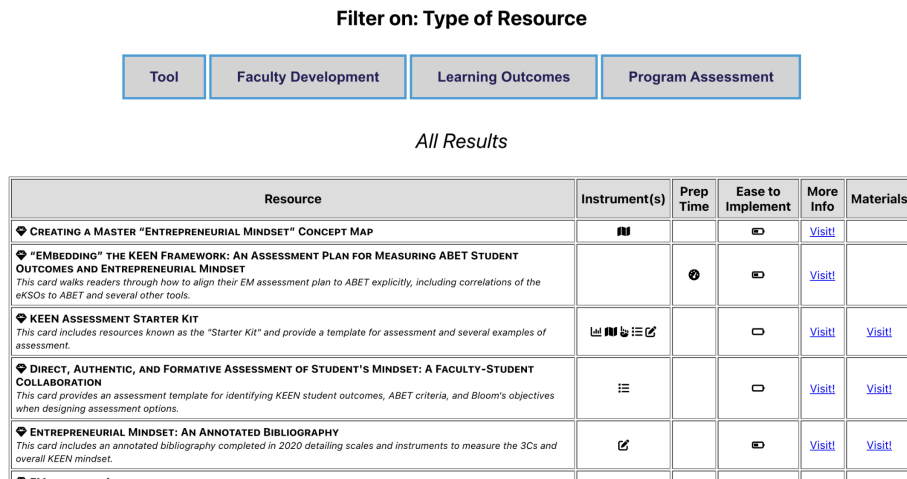 Filter on: Type of Resource
Tool
Faculty Development
Learning Outcomes
Program Assessment
All Results
Resource
Instrument(s)
Prep
Time
Ease to
Implement
More
Info
Materials
CREATING A MASTER “ENTREPRENEURIAL MINDSET” CONCEPT MAP
Visit!
“EMBEDDING” THE KEEN FRAMEWORK: AN ASSESSMENT PLAN FOR MEASURING ABET STUDENT
OUTCOMES AND ENTREPRENEURIAL MINDSET
This card walks readers through how to align their EM assessment plan to ABET explicitly, including correlations of the
eKSOs to ABET and several other tools.
Visit!
KEEN ASSESSMENT STARTER KIT
This card includes resources known as the "Starter Kit" and provide a template for assessment and several examples of
assessment.
Visit!
Visit!
DIRECT, AUTHENTIC, AND FORMATIVE ASSESSMENT OF STUDENT'S MINDSET: A FACULTY-STUDENT
COLLABORATION
This card provides an assessment template for identifying KEEN student outcomes, ABET criteria, and Bloom's objectives
when designing assessment options.
Visit!
Visit!
ENTREPRENEURIAL MINDSET: AN ANNOTATED BIBLIOGRAPHY
This card includes an annotated bibliography completed in 2020 detailing scales and instruments to measure the 3Cs and
overall KEEN mindset.
Visit!
Visit!